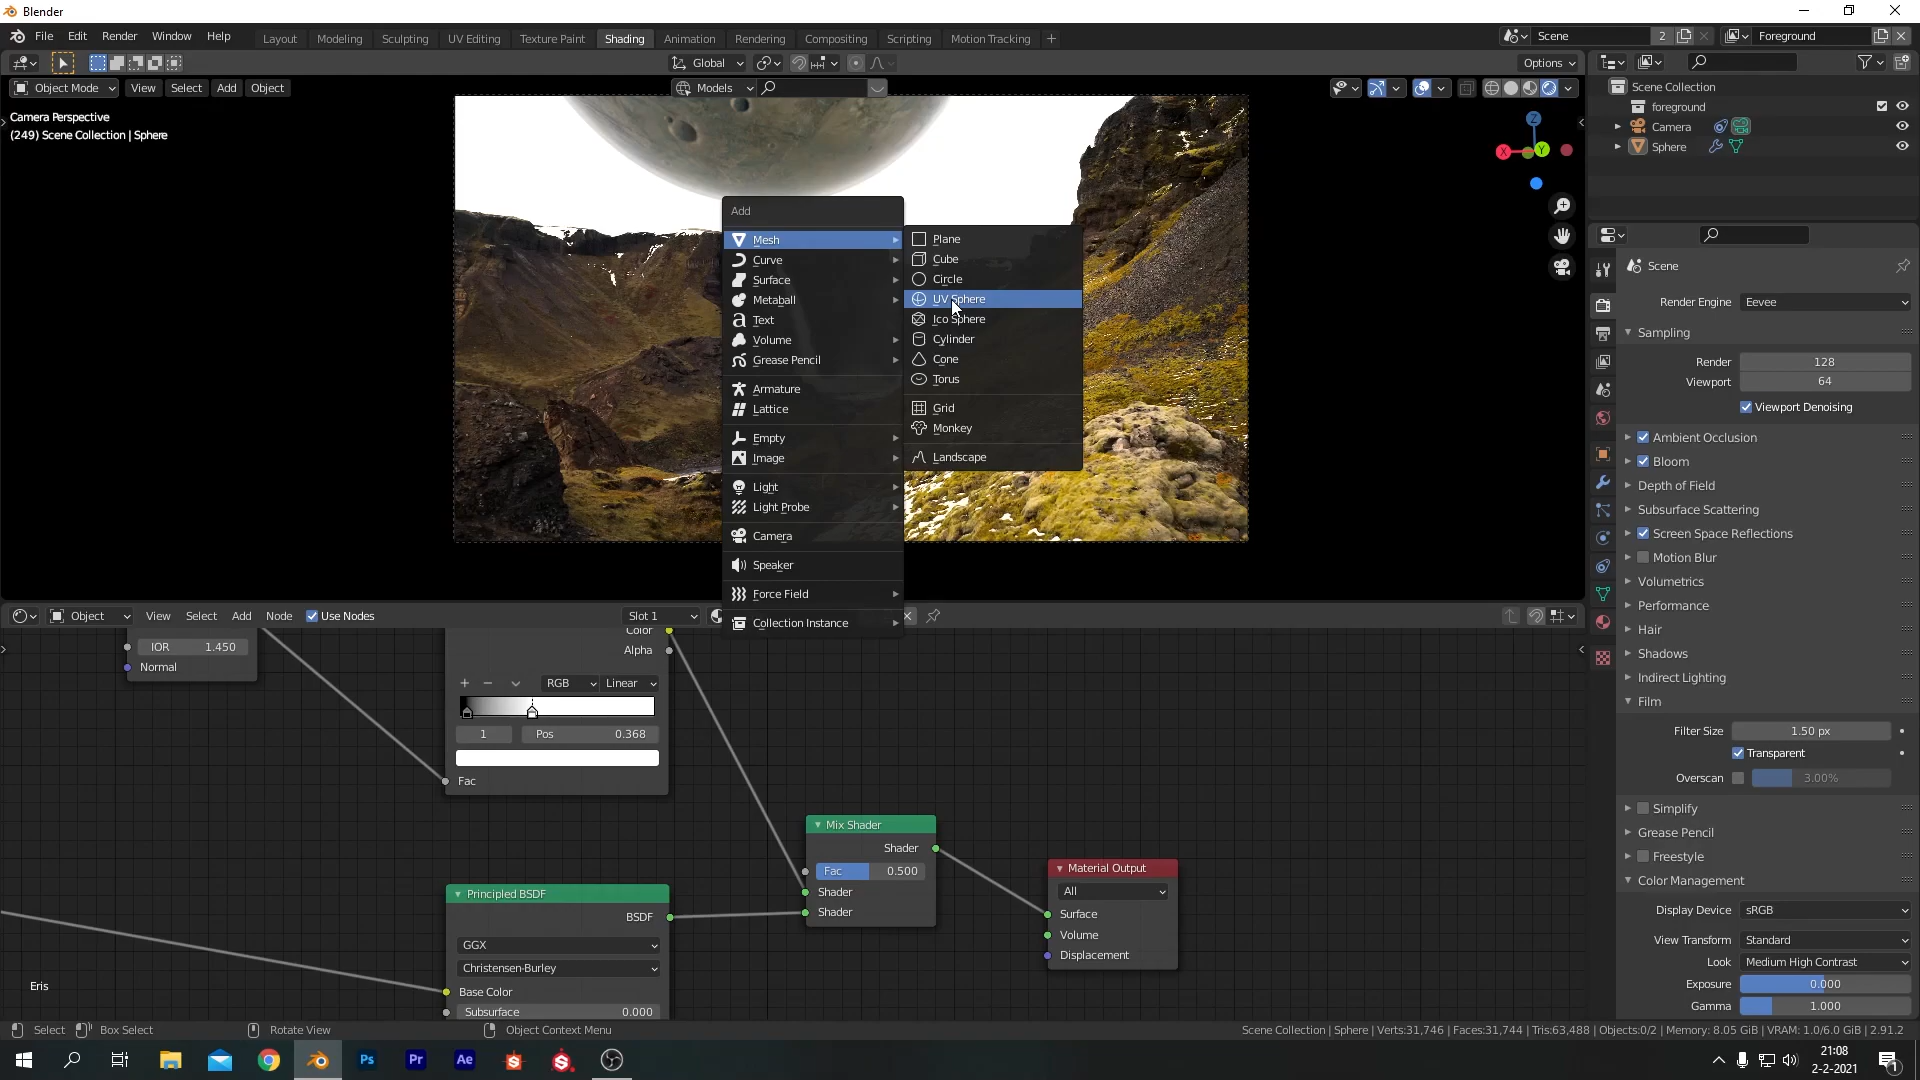 Blender
File Edit Render Window Help Layout Modeling Sculpting UV Editing Texture Paint Shading Animation Rendering Compositing Scripting Motion Tracking + Scene 2 Foreground
Global Options
Object Mode View Select Add Object Models
Camera Perspective
(249) Scene Collection | Sphere
Z
X
Y
Scene Collection
foreground
Camera
Sphere
Add
Mesh
Curve
Surface
Metaball
Text
Volume
Grease Pencil
Armature
Lattice
Empty
Image
Light
Light Probe
Camera
Speaker
Force Field
Collection Instance
Plane
Cube
Circle
UV Sphere
Ico Sphere
Cylinder
Cone
Torus
Grid
Monkey
Landscape
Scene
Render Engine Eevee
Sampling
Render 128
Viewport 64
Viewport Denoising
Ambient Occlusion
Bloom
Depth of Field
Subsurface Scattering
Screen Space Reflections
Motion Blur
Volumetrics
Performance
Hair
Shadows
Indirect Lighting
Film
Filter Size 1.50 px
Transparent
Overscan 3.00%
Simplify
Grease Pencil
Freestyle
Color Management
Display Device sRGB
View Transform Standard
Look Medium High Contrast
Exposure 0.000
Gamma 1.000
Object View Select Add Node Use Nodes Slot 1
IOR 1.450
Normal
Color
Alpha
+ − RGB Linear
1 Pos 0.368
Fac
Principled BSDF
BSDF
GGX
Christensen-Burley
Base Color
Subsurface 0.000
Mix Shader
Shader
Fac 0.500
Shader
Shader
Material Output
All
Surface
Volume
Displacement
Eris
Select Box Select Rotate View Object Context Menu Scene Collection | Sphere | Verts:31,746 | Faces:31,744 | Tris:63,488 | Objects:0/2 | Memory: 8.05 GiB | VRAM: 1.0/6.0 GiB | 2.91.2
Ps Pr Ae
21:08
2-2-2021
1